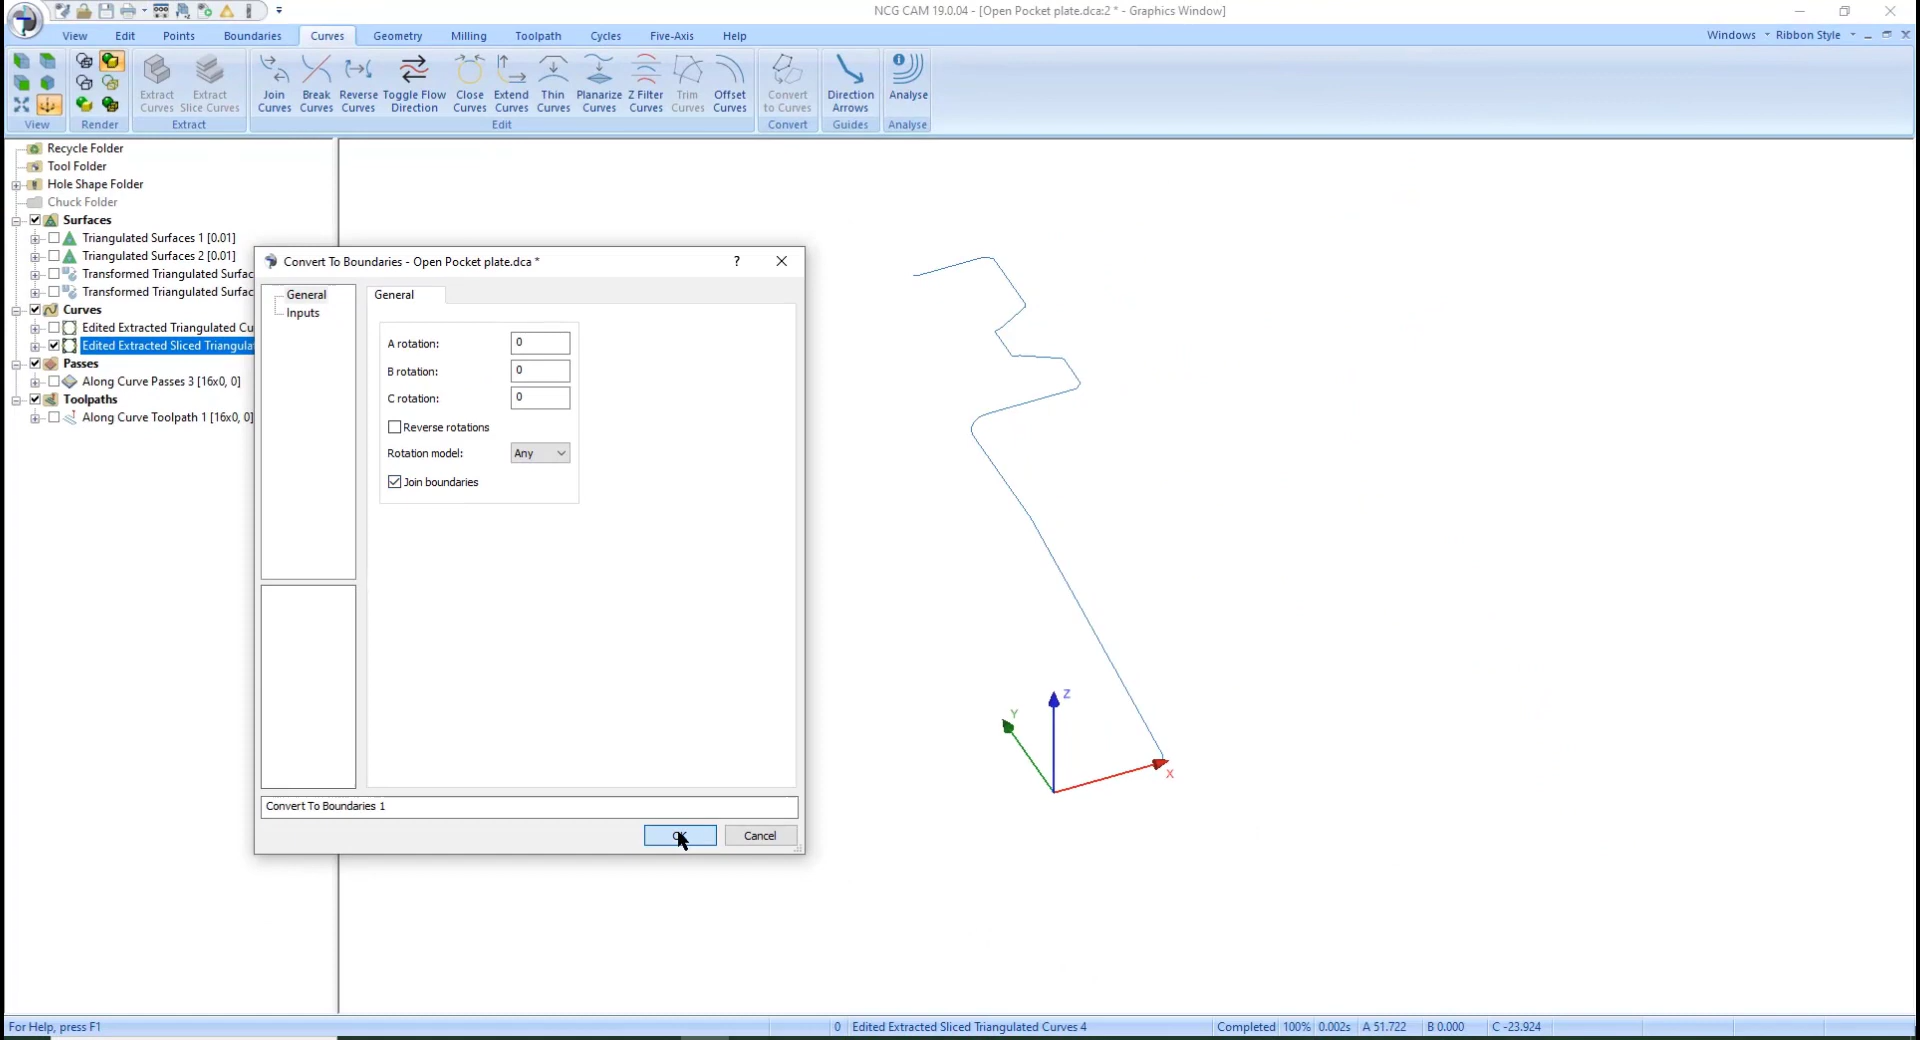 NCG CAM 19.0.04 - [Open Pocket plate.dca:2 * - Graphics Window]
View Edit Points Boundaries Curves Geometry Milling Toolpath Cycles Five-Axis Help Windows Ribbon Style
Extract Curves
Extract Slice Curves
Join Curves
Break Curves
Reverse Curves
Toggle Flow Direction
Close Curves
Extend Curves
Thin Curves
Planarize Curves
Z Filter Curves
Trim Curves
Offset Curves
Convert to Curves
Direction Arrows
Analyse
View Render Extract Edit Convert Guides Analyse
Recycle Folder
Tool Folder
Hole Shape Folder
Chuck Folder
Surfaces
Triangulated Surfaces 1 [0.01]
Triangulated Surfaces 2 [0.01]
Transformed Triangulated Surfac
Transformed Triangulated Surfac
Curves
Edited Extracted Triangulated Cu
Edited Extracted Sliced Triangula
Passes
Along Curve Passes 3 [16x0, 0]
Toolpaths
Along Curve Toolpath 1 [16x0, 0]
Convert To Boundaries - Open Pocket plate.dca *
?
General
Inputs
General
A rotation: 0
B rotation: 0
C rotation: 0
Reverse rotations
Rotation model: Any
Join boundaries
Convert To Boundaries 1
OK Cancel
Z
Y
X
For Help, press F1
0 Edited Extracted Sliced Triangulated Curves 4 Completed 100% 0.002s A 51.722 B 0.000 C -23.924